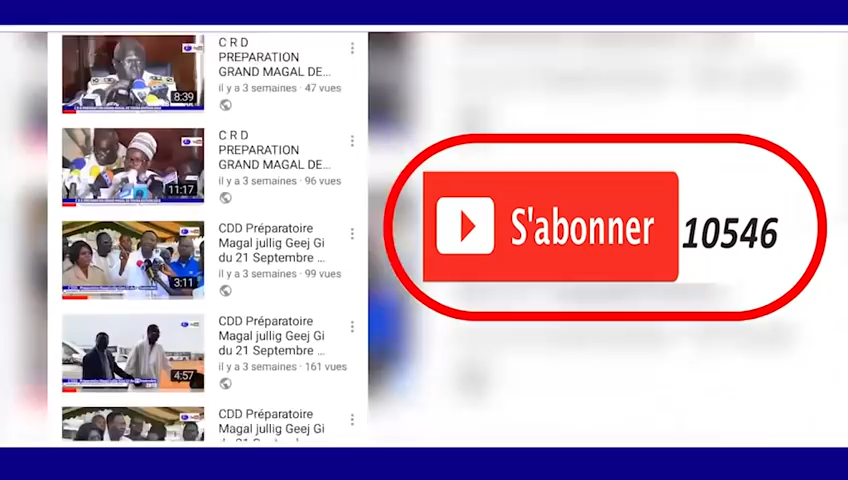 C R D
PREPARATION
GRAND MAGAL DE...
il y a 3 semaines · 47 vues
8:39
C R D
PREPARATION
GRAND MAGAL DE...
il y a 3 semaines · 96 vues
11:17
CDD Préparatoire
Magal jullig Geej Gi
du 21 Septembre ...
il y a 3 semaines · 99 vues
3:11
CDD Préparatoire
Magal jullig Geej Gi
du 21 Septembre ...
il y a 3 semaines · 161 vues
4:57
CDD Préparatoire
Magal jullig Geej Gi
S'abonner
10546